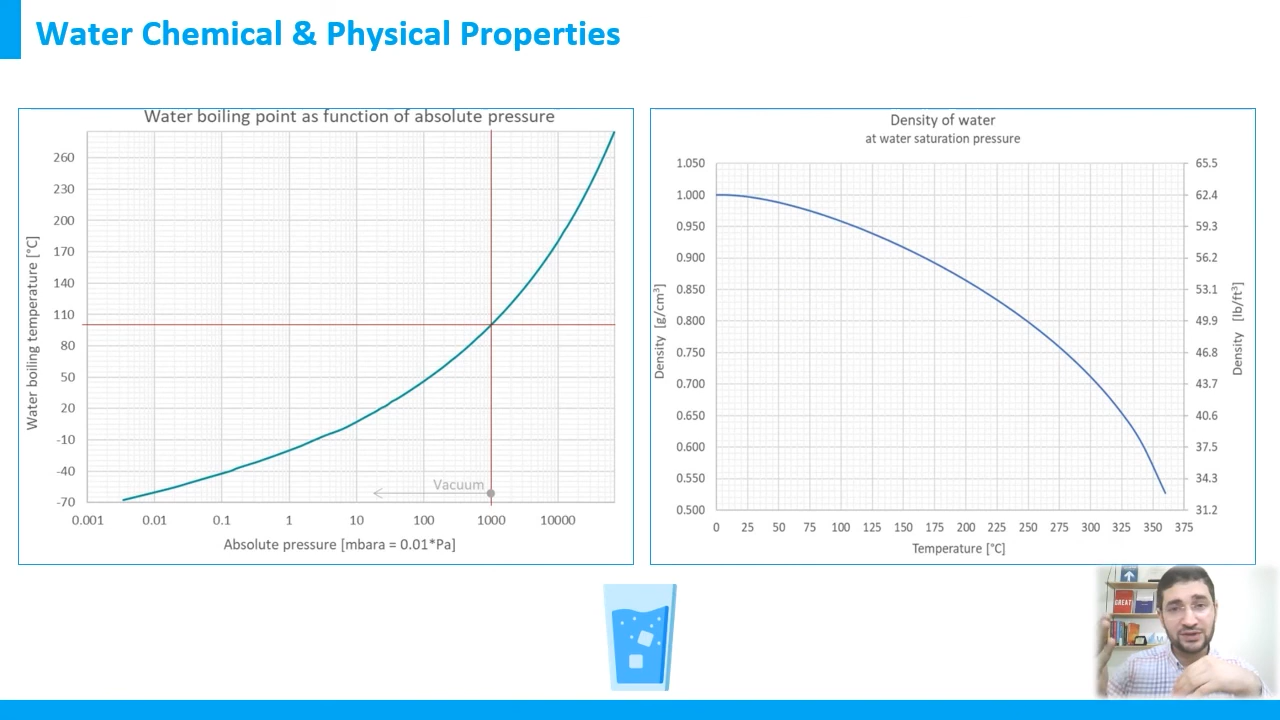 Water Chemical & Physical Properties
Water boiling point as function of absolute pressure
Water boiling temperature [°C]
260
230
200
170
140
110
80
50
20
-10
-40
-70
Vacuum
0.001 0.01 0.1 1 10 100 1000 10000
Absolute pressure [mbara = 0.01*Pa]
Density of water
at water saturation pressure
Density [g/cm³]
1.050
1.000
0.950
0.900
0.850
0.800
0.750
0.700
0.650
0.600
0.550
0.500
65.5
62.4
59.3
56.2
53.1
49.9
46.8
43.7
40.6
37.5
34.3
31.2
Density [lb/ft³]
0 25 50 75 100 125 150 175 200 225 250 275 300 325 350 375
Temperature [°C]
GREAT